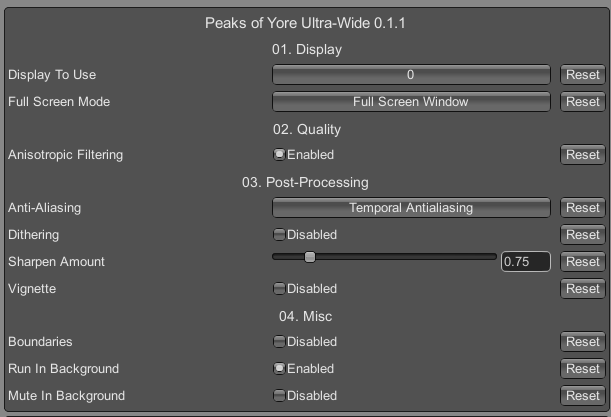 Peaks of Yore Ultra-Wide 0.1.1
01. Display
Display To Use 0 Reset
Full Screen Mode Full Screen Window Reset
02. Quality
Anisotropic Filtering Enabled Reset
03. Post-Processing
Anti-Aliasing Temporal Antialiasing Reset
Dithering Disabled Reset
Sharpen Amount 0.75 Reset
Vignette Disabled Reset
04. Misc
Boundaries Disabled Reset
Run In Background Enabled Reset
Mute In Background Disabled Reset